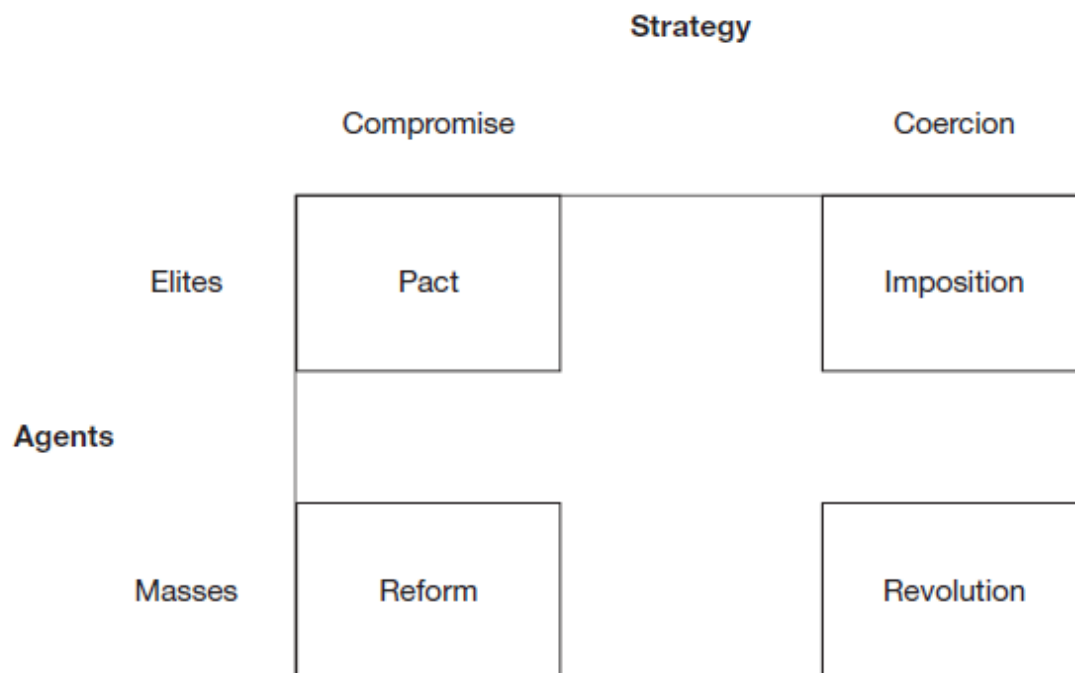 Strategy
Compromise Coercion
Elites Pact Imposition
Agents
Masses Reform Revolution